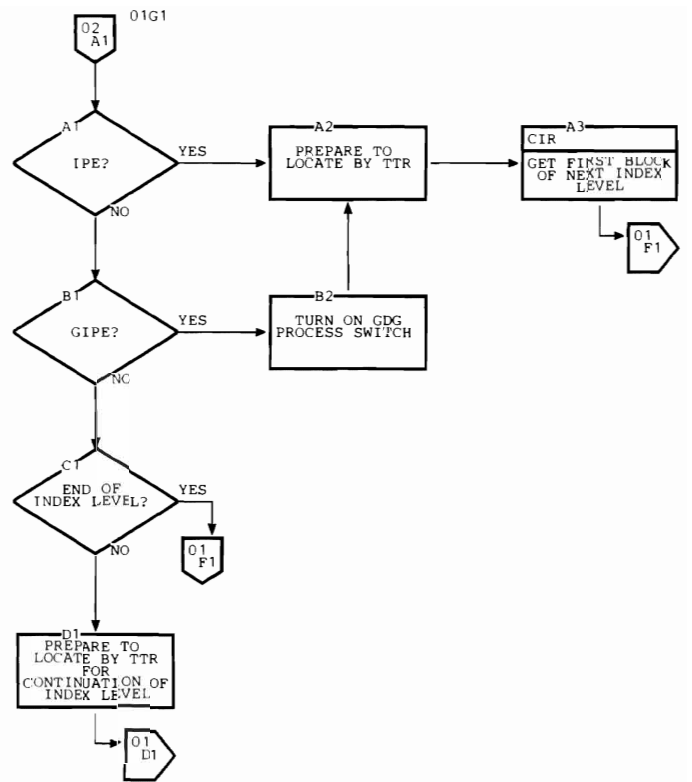 01G1
02
A1
A1
IPE?
YES
NO
A2
PREPARE TO
LOCATE BY TTR
A3
CIR
GET FIRST BLOCK
OF NEXT INDEX
LEVEL
01
F1
B1
GIPE?
YES
NO
B2
TURN ON GDG
PROCESS SWITCH
C1
END OF
INDEX LEVEL?
YES
NO
01
F1
D1
PREPARE TO
LOCATE BY TTR
FOR
CONTINUATION OF
INDEX LEVEL
01
D1